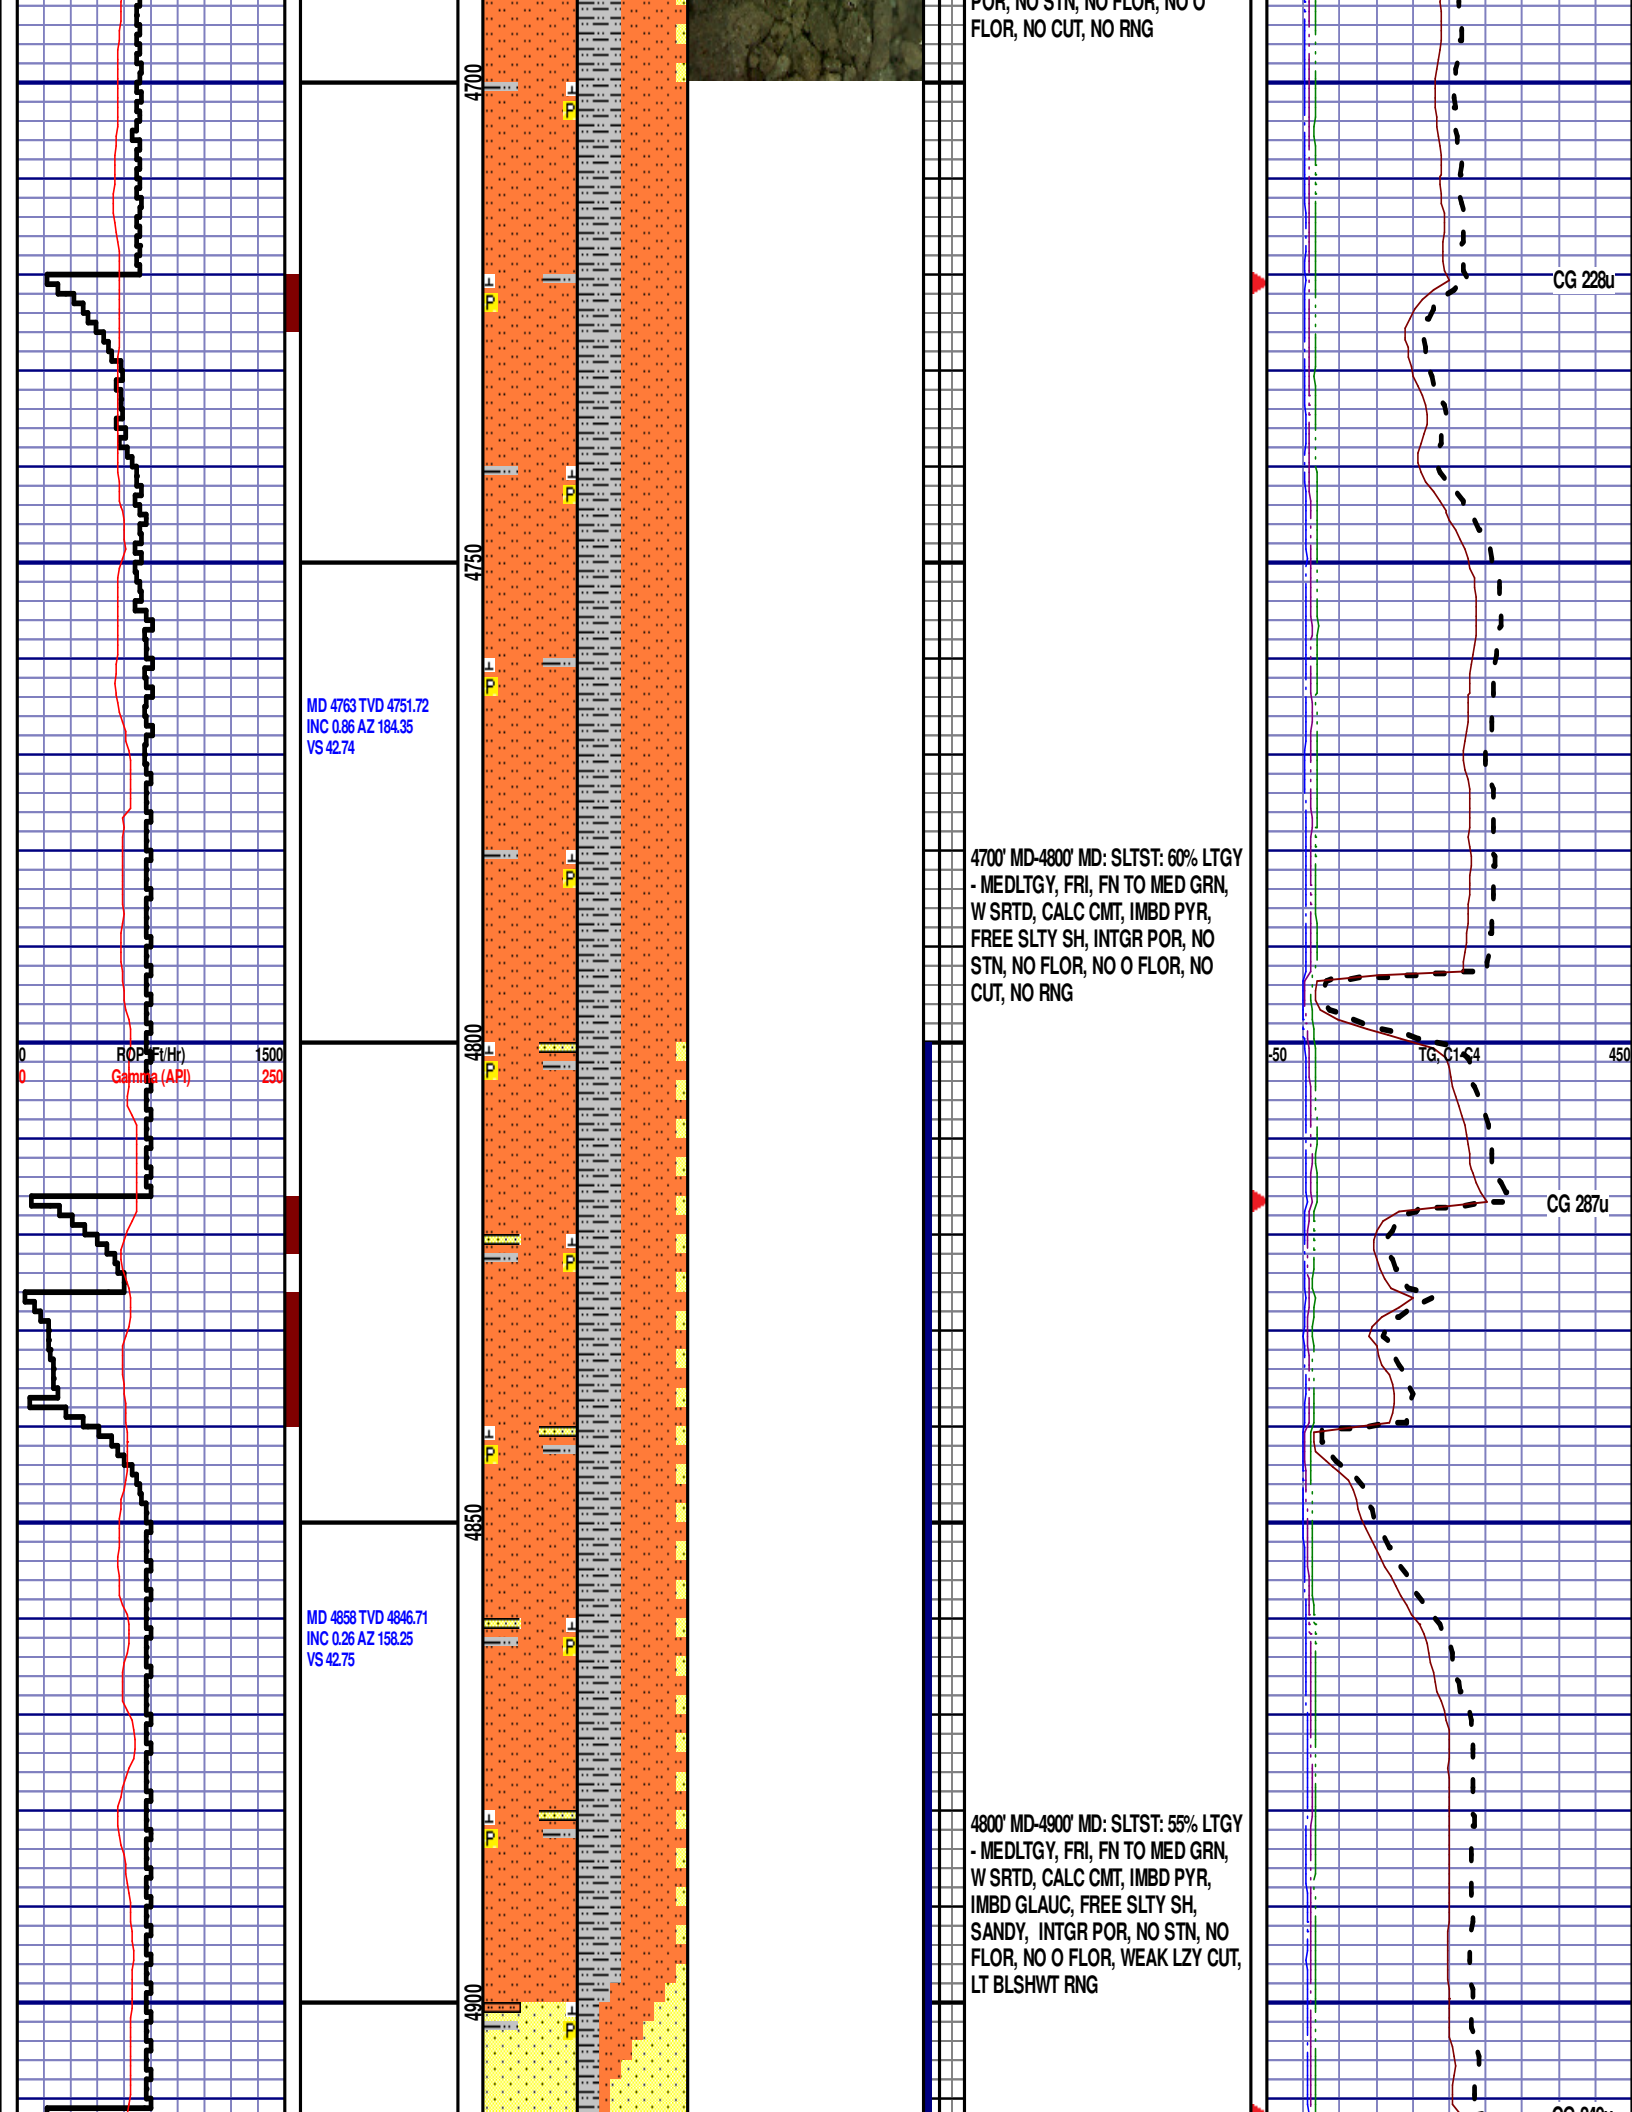 POR, NO STN, NO FLOR, NO O
FLOR, NO CUT, NO RNG
4700
P
CG 228u
P
P
4750
P
MD 4763 TVD 4751.72
INC 0.86 AZ 184.35
VS 42.74
4700' MD-4800' MD: SLTST: 60% LTGY
- MEDLTGY, FRI, FN TO MED GRN,
W SRTD, CALC CMT, IMBD PYR,
FREE SLTY SH, INTGR POR, NO
STN, NO FLOR, NO O FLOR, NO
CUT, NO RNG
P
4800
0 ROP (Ft/Hr) 1500
0 Gamma (API) 250
-50 TG, C1-C4 450
P
CG 287u
P
P
4850
MD 4858 TVD 4846.71
INC 0.26 AZ 158.25
VS 42.75
P
4800' MD-4900' MD: SLTST: 55% LTGY
- MEDLTGY, FRI, FN TO MED GRN,
W SRTD, CALC CMT, IMBD PYR,
IMBD GLAUC, FREE SLTY SH,
SANDY, INTGR POR, NO STN, NO
FLOR, NO O FLOR, WEAK LZY CUT,
LT BLSHWT RNG
P
4900
P